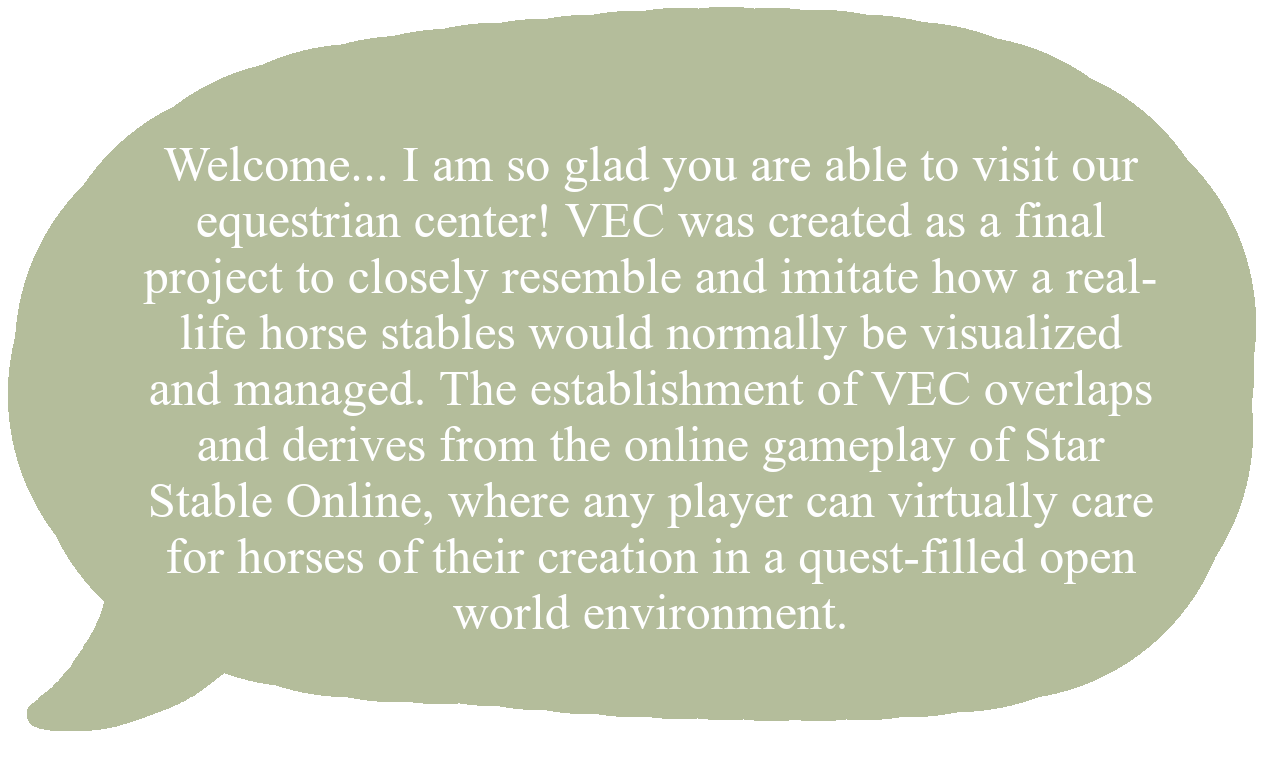 Welcome... I am so glad you are able to visit our
equestrian center! VEC was created as a final
project to closely resemble and imitate how a real-
life horse stables would normally be visualized
and managed. The establishment of VEC overlaps
and derives from the online gameplay of Star
Stable Online, where any player can virtually care
for horses of their creation in a quest-filled open
world environment.